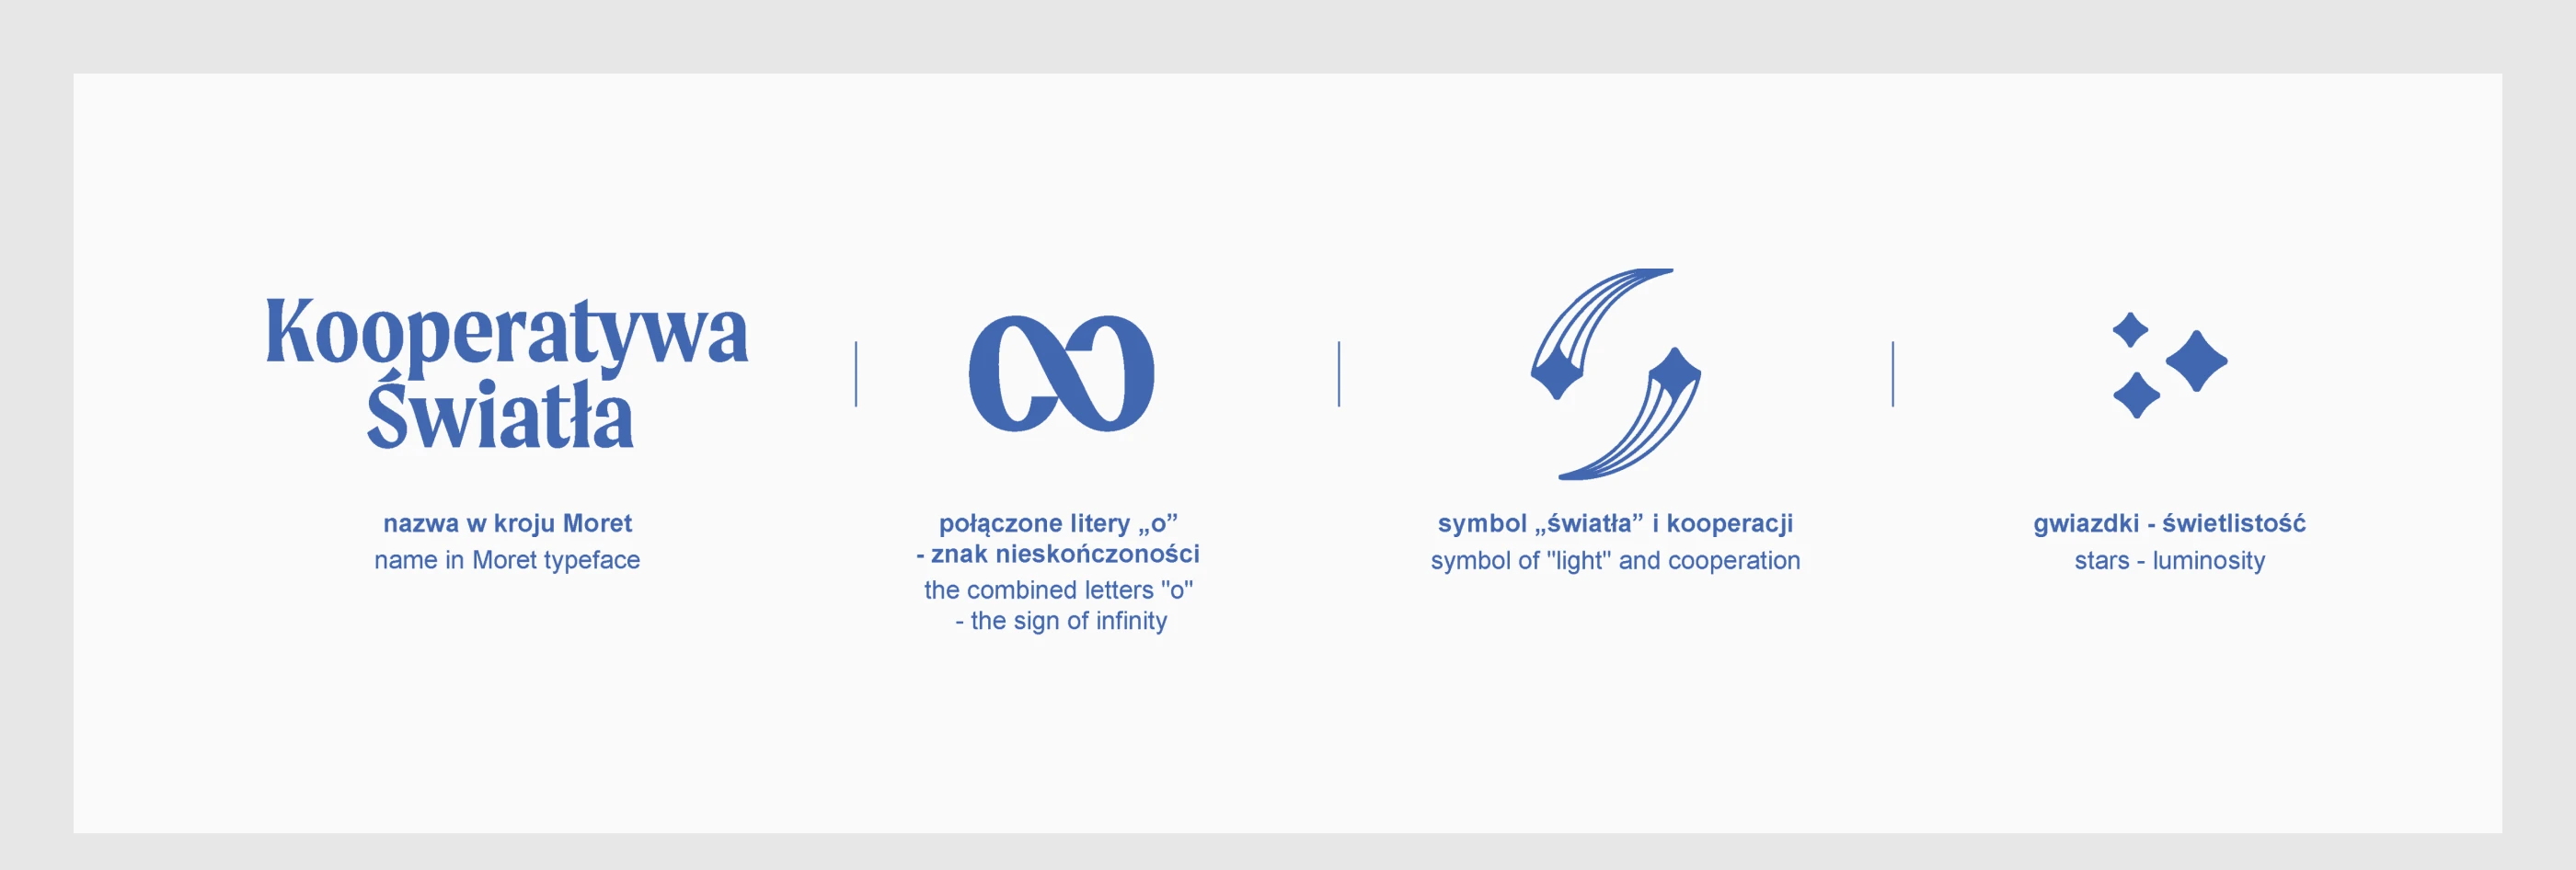 Kooperatywa
Światła
nazwa w kroju Moret
name in Moret typeface
połączone litery „o”
- znak nieskończoności
the combined letters "o"
- the sign of infinity
symbol „światła” i kooperacji
symbol of "light" and cooperation
gwiazdki - świetlistość
stars - luminosity